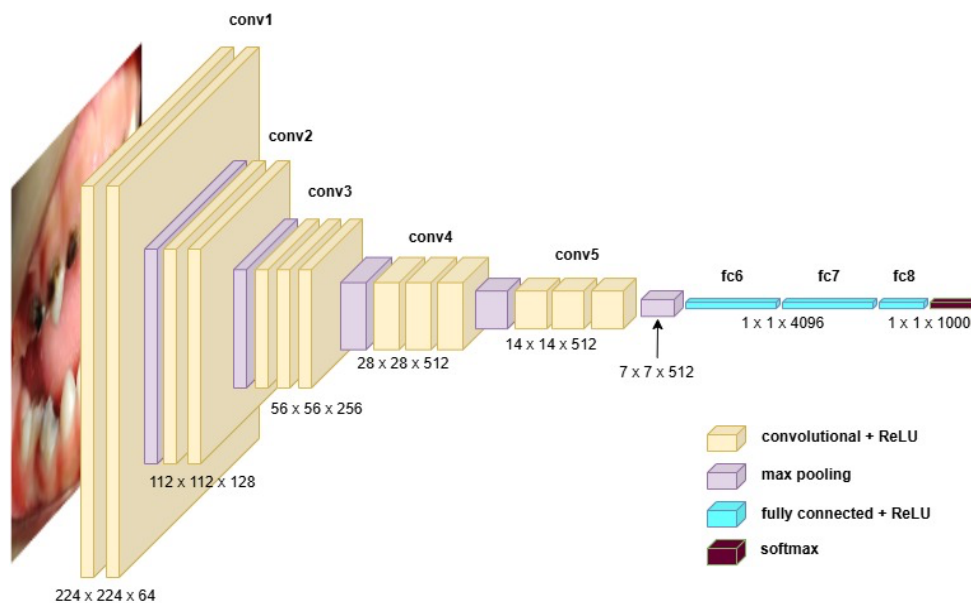 conv1
conv2
conv3
conv4
conv5
fc6
fc7
fc8
1 x 1 x 4096
1 x 1 x 1000
14 x 14 x 512
28 x 28 x 512
7 x 7 x 512
56 x 56 x 256
112 x 112 x 128
224 x 224 x 64
convolutional + ReLU
max pooling
fully connected + ReLU
softmax